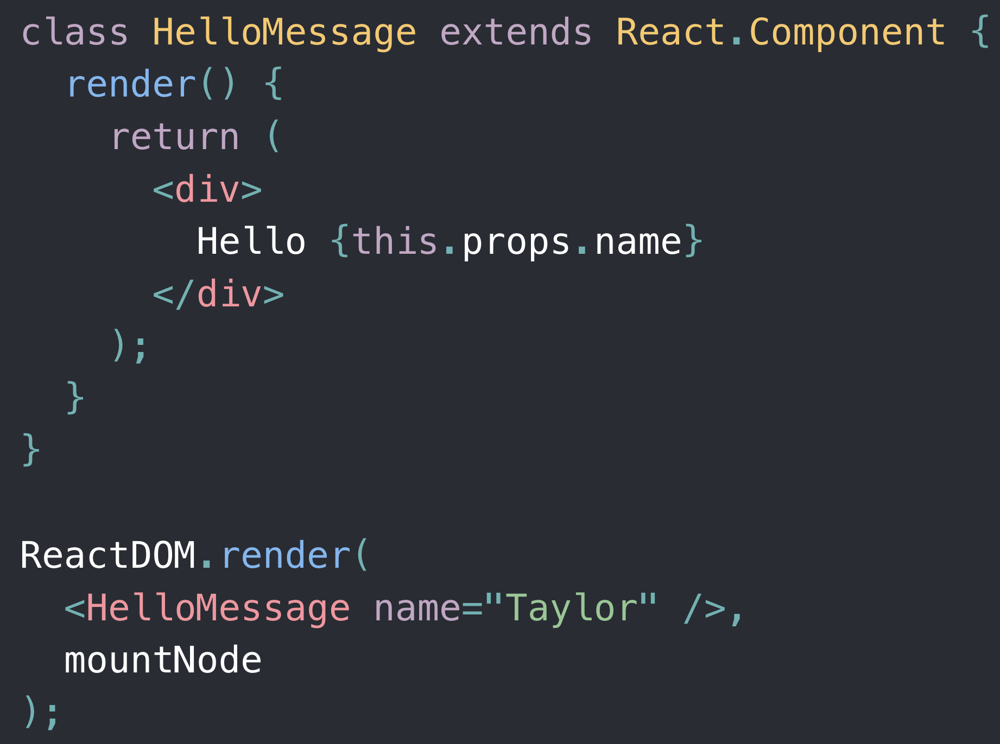 class HelloMessage extends React.Component {
  render() {
    return (
      <div>
        Hello {this.props.name}
      </div>
    );
  }
}

ReactDOM.render(
  <HelloMessage name="Taylor" />,
  mountNode
);